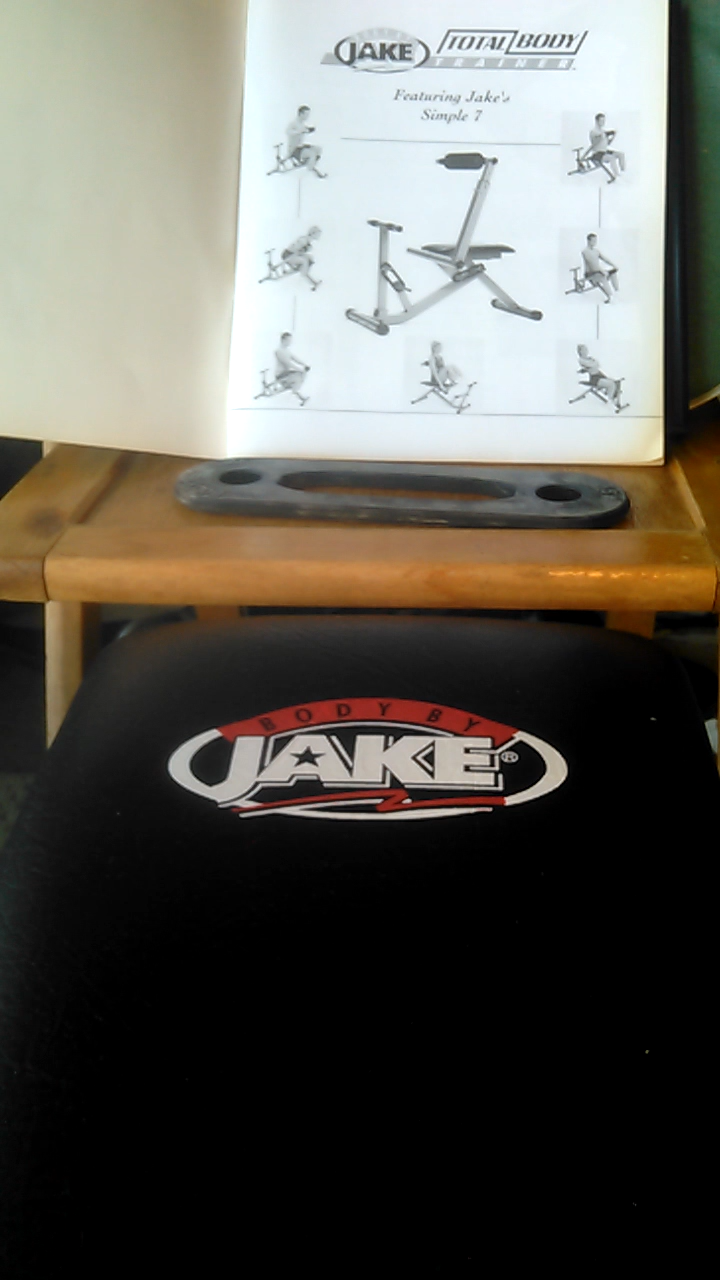 JAKE TOTAL BODY
TRAINER
Featuring Jake's
Simple 7
BODY BY
JAKE®